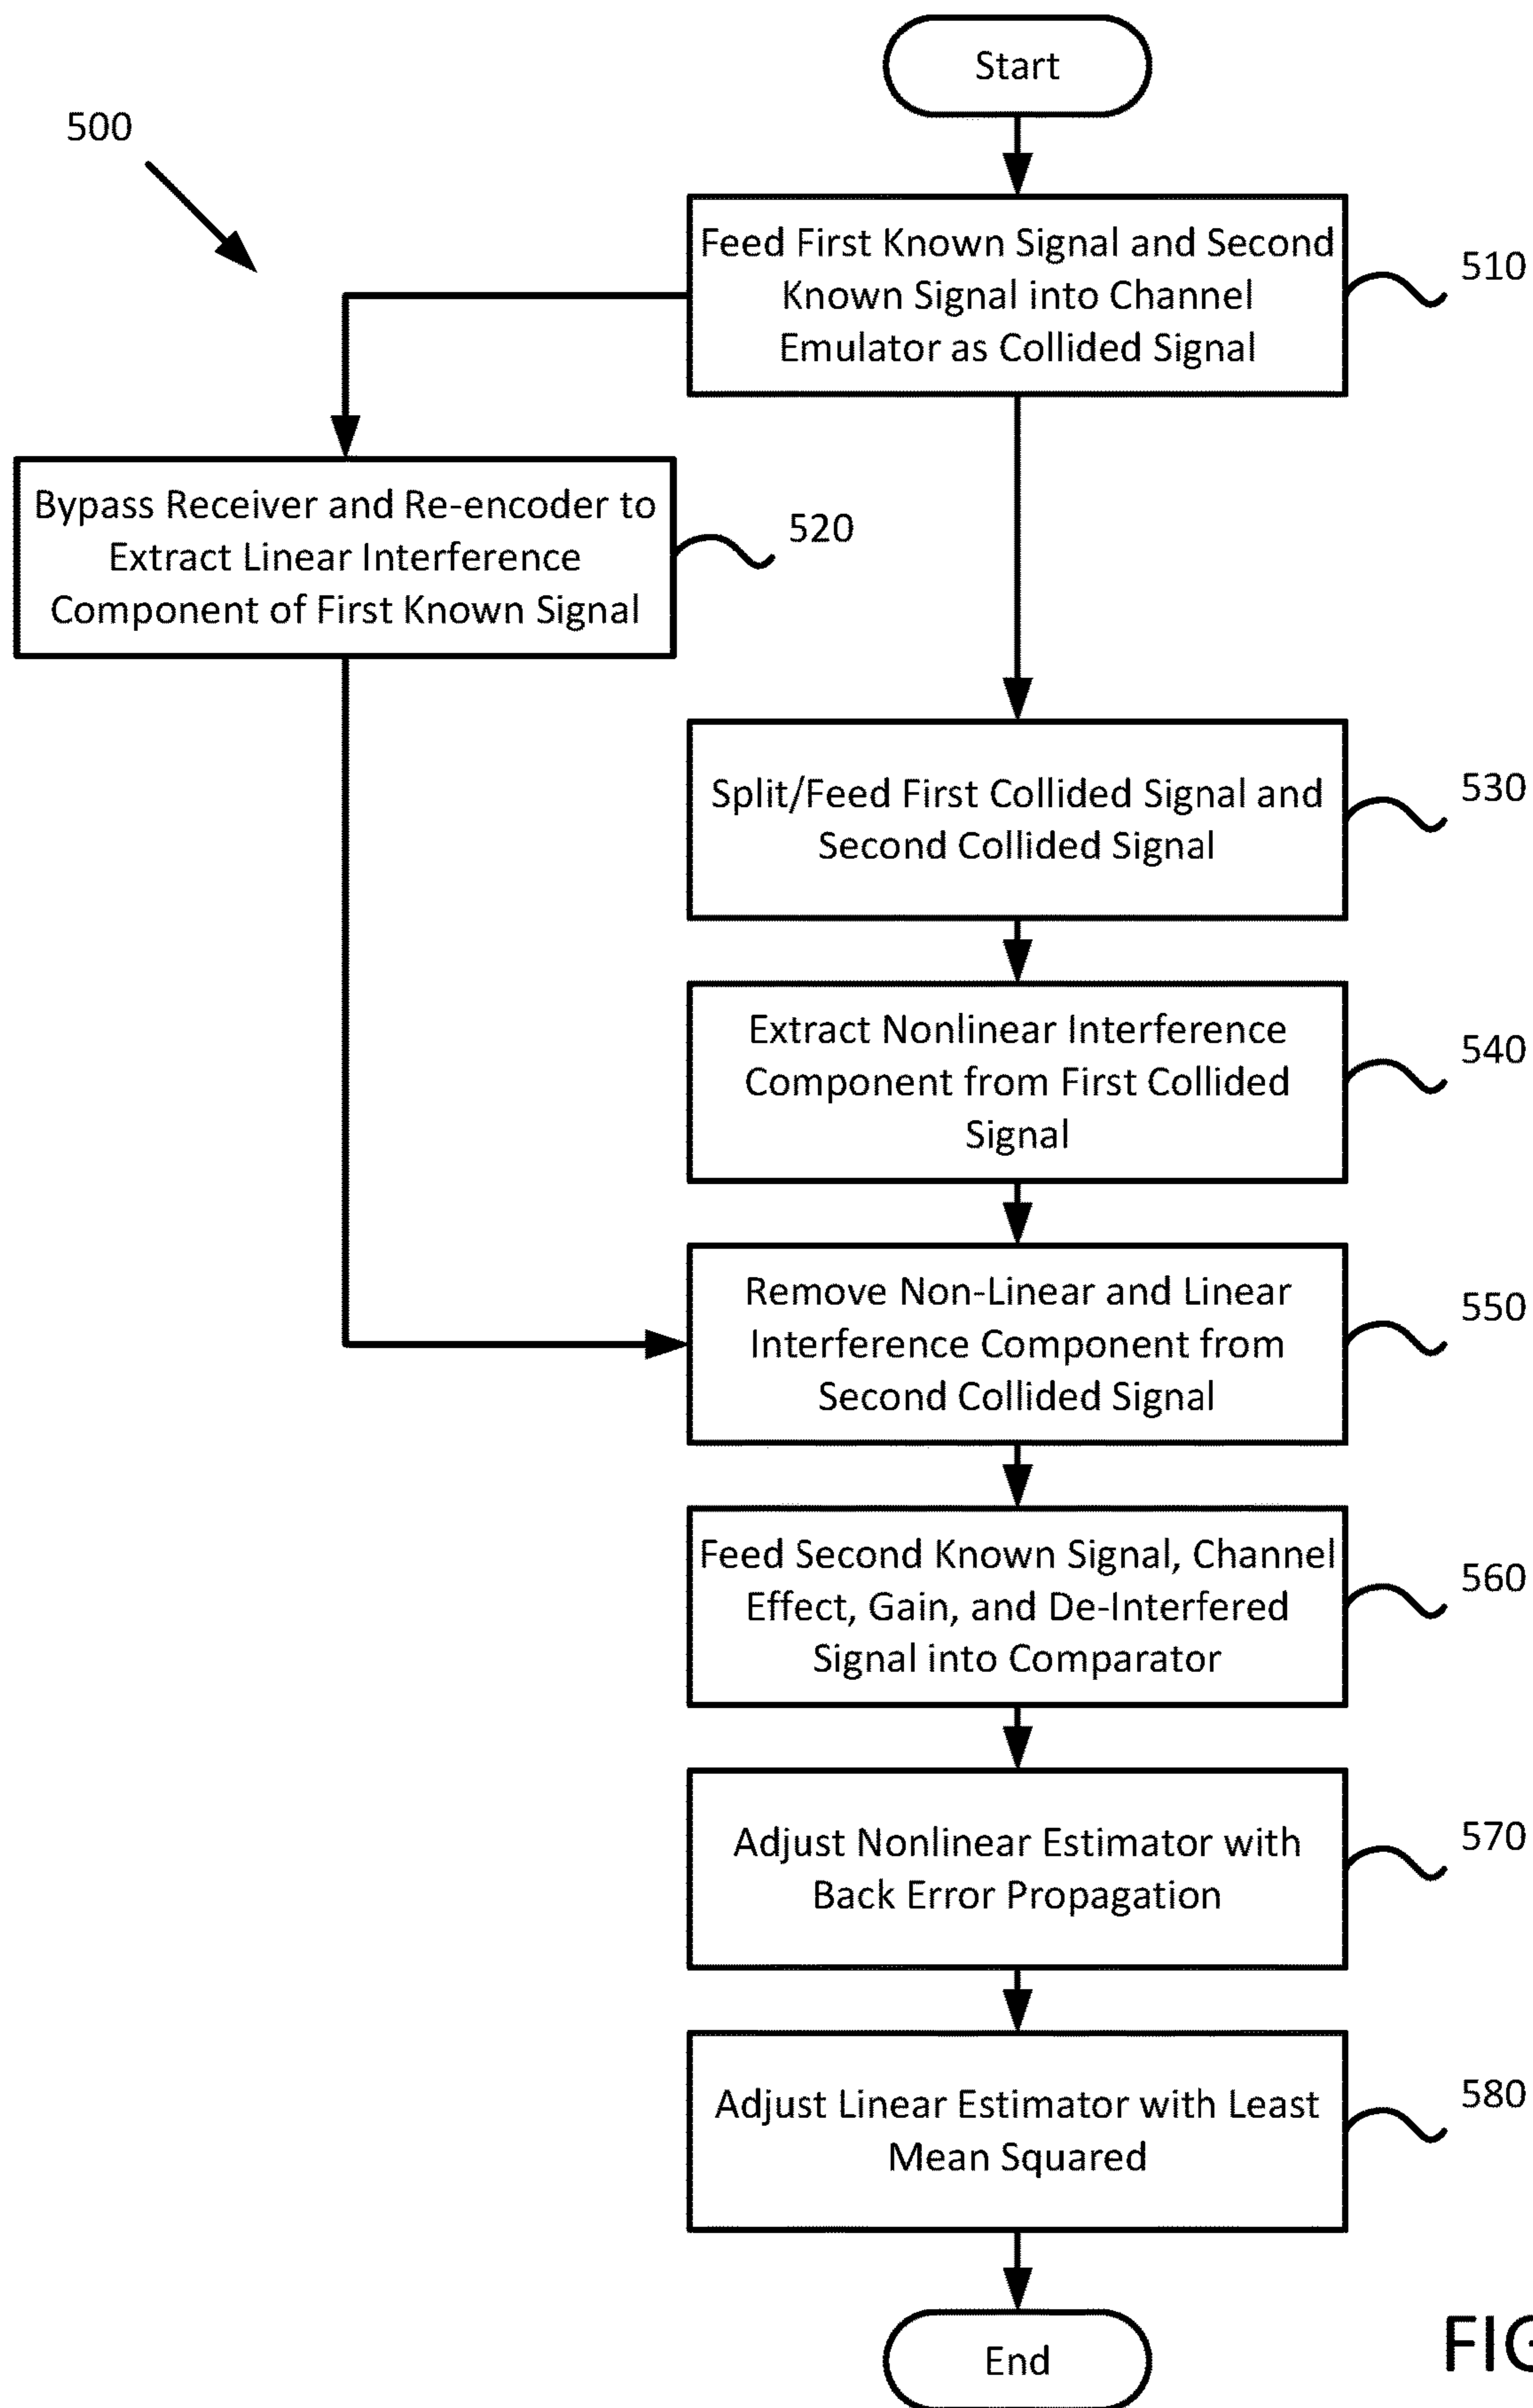 Start
500
Feed First Known Signal and Second
Known Signal into Channel
Emulator as Collided Signal
510
Bypass Receiver and Re-encoder to
Extract Linear Interference
Component of First Known Signal
520
Split/Feed First Collided Signal and
Second Collided Signal
530
Extract Nonlinear Interference
Component from First Collided
Signal
540
Remove Non-Linear and Linear
Interference Component from
Second Collided Signal
550
Feed Second Known Signal, Channel
Effect, Gain, and De-Interfered
Signal into Comparator
560
Adjust Nonlinear Estimator with
Back Error Propagation
570
Adjust Linear Estimator with Least
Mean Squared
580
End